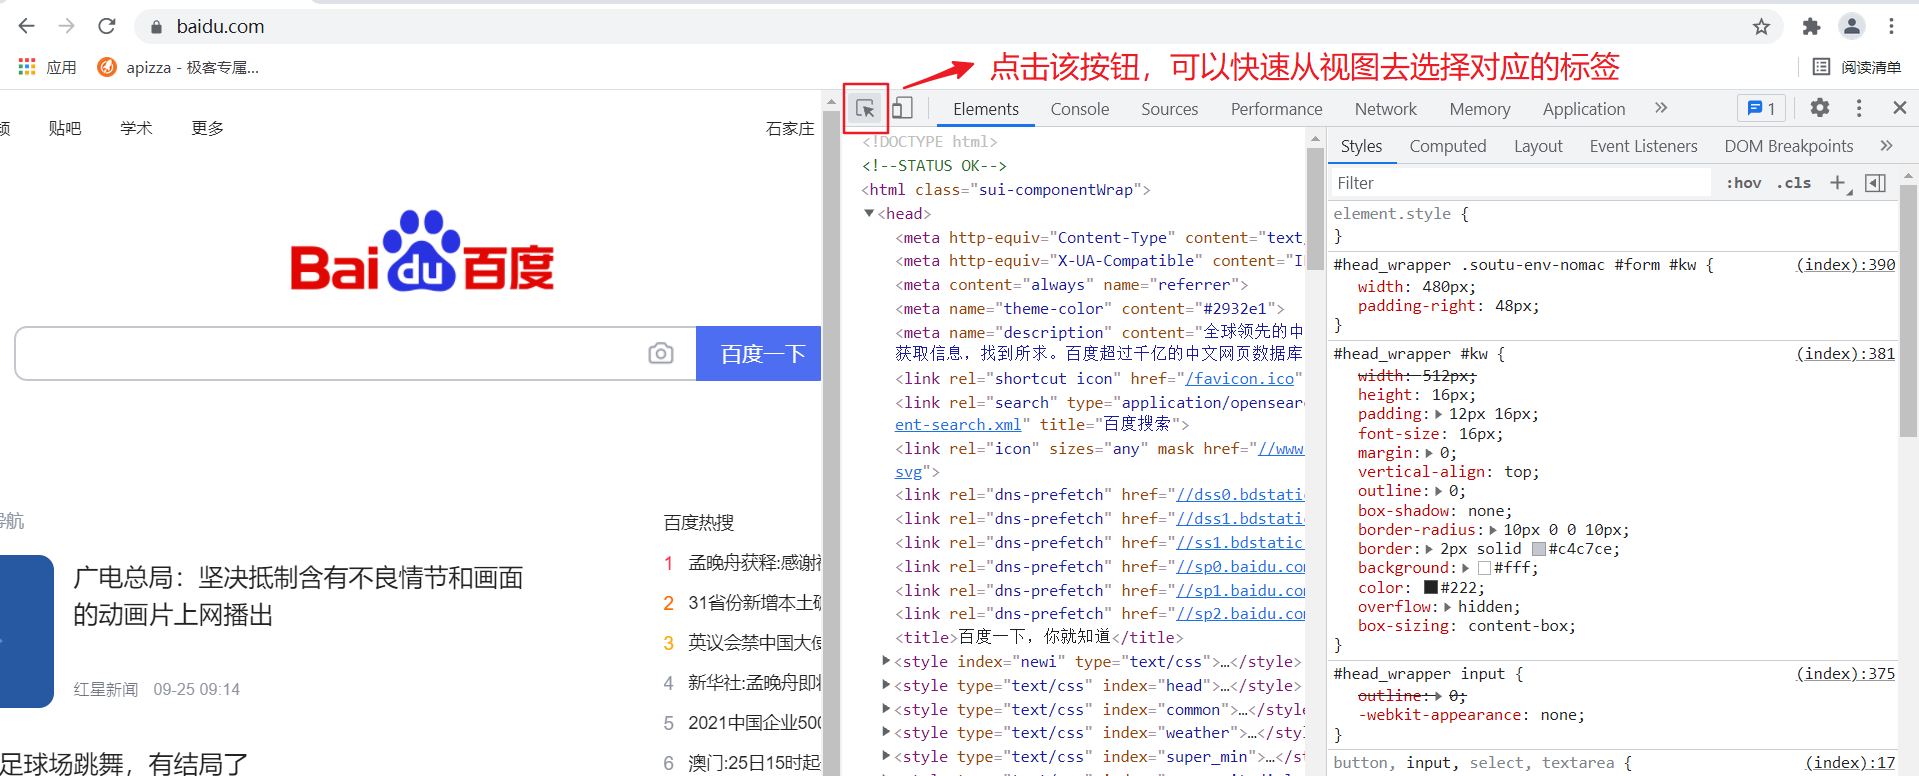 baidu.com
应用
apizza - 极客专属...
点击该按钮，可以快速从视图去选择对应的标签
阅读清单
贴吧 学术 更多 石家庄
Bai du 百度
百度一下
导航
广电总局：坚决抵制含有不良情节和画面
的动画片上网播出
红星新闻 09-25 09:14
足球场跳舞，有结局了
百度热搜
1 孟晚舟获释:感谢
2 31省份新增本土
3 英议会禁中国大使
4 新华社:孟晚舟即将
5 2021中国企业500
6 澳门:25日15时起
Elements Console Sources Performance Network Memory Application » 1
<!DOCTYPE html>
<!--STATUS OK-->
<html class="sui-componentWrap">
▼<head>
<meta http-equiv="Content-Type" content="text/
<meta http-equiv="X-UA-Compatible" content="I
<meta content="always" name="referrer">
<meta name="theme-color" content="#2932e1">
<meta name="description" content="全球领先的中
获取信息，找到所求。百度超过千亿的中文网页数据库
<link rel="shortcut icon" href="/favicon.ico"
<link rel="search" type="application/opensear
ent-search.xml" title="百度搜索">
<link rel="icon" sizes="any" mask href="//www
svg">
<link rel="dns-prefetch" href="//dss0.bdstati
<link rel="dns-prefetch" href="//dss1.bdstati
<link rel="dns-prefetch" href="//ss1.bdstatic
<link rel="dns-prefetch" href="//sp0.baidu.co
<link rel="dns-prefetch" href="//sp1.baidu.co
<link rel="dns-prefetch" href="//sp2.baidu.co
<title>百度一下，你就知道</title>
▶<style index="newi" type="text/css">…</style>
▶<style type="text/css" index="head">…</style>
▶<style type="text/css" index="common">…</styl
▶<style type="text/css" index="weather">…</sty
▶<style type="text/css" index="super_min">…</s
Styles Computed Layout Event Listeners DOM Breakpoints »
Filter :hov .cls +
element.style {
}
#head_wrapper .soutu-env-nomac #form #kw { (index):390
width: 480px;
padding-right: 48px;
}
#head_wrapper #kw { (index):381
width: 512px;
height: 16px;
padding:▶12px 16px;
font-size: 16px;
margin:▶0;
vertical-align: top;
outline:▶0;
box-shadow: none;
border-radius:▶10px 0 0 10px;
border:▶2px solid #c4c7ce;
background:▶#fff;
color: #222;
overflow:▶hidden;
box-sizing: content-box;
}
#head_wrapper input { (index):375
outline:▶0;
-webkit-appearance: none;
}
button, input, select, textarea { (index):17